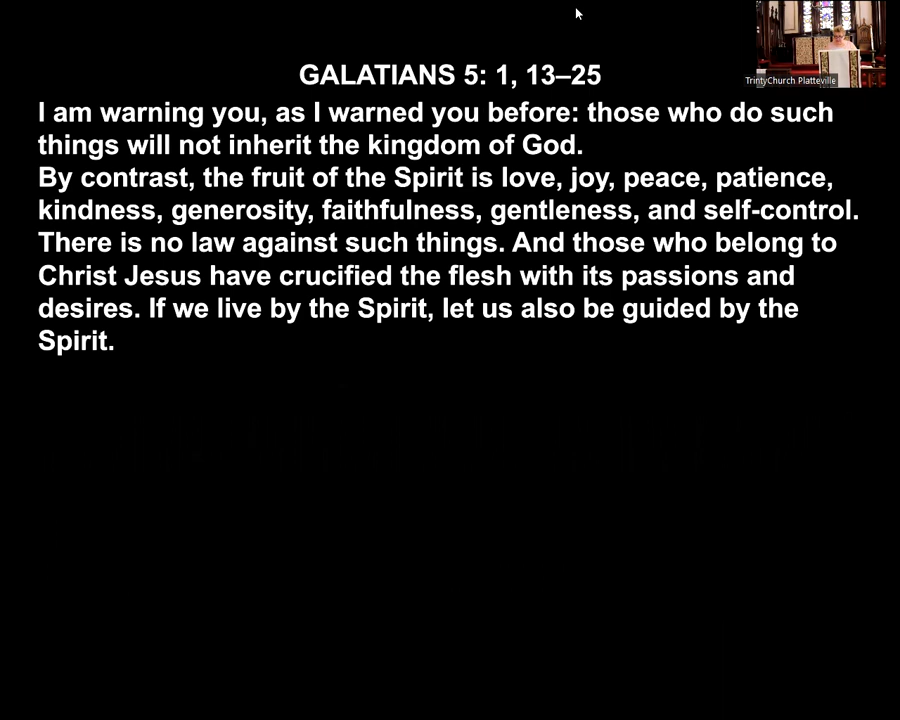 TrintyChurch Platteville
GALATIANS 5: 1, 13–25
I am warning you, as I warned you before: those who do such
things will not inherit the kingdom of God.
By contrast, the fruit of the Spirit is love, joy, peace, patience,
kindness, generosity, faithfulness, gentleness, and self-control.
There is no law against such things. And those who belong to
Christ Jesus have crucified the flesh with its passions and
desires. If we live by the Spirit, let us also be guided by the
Spirit.